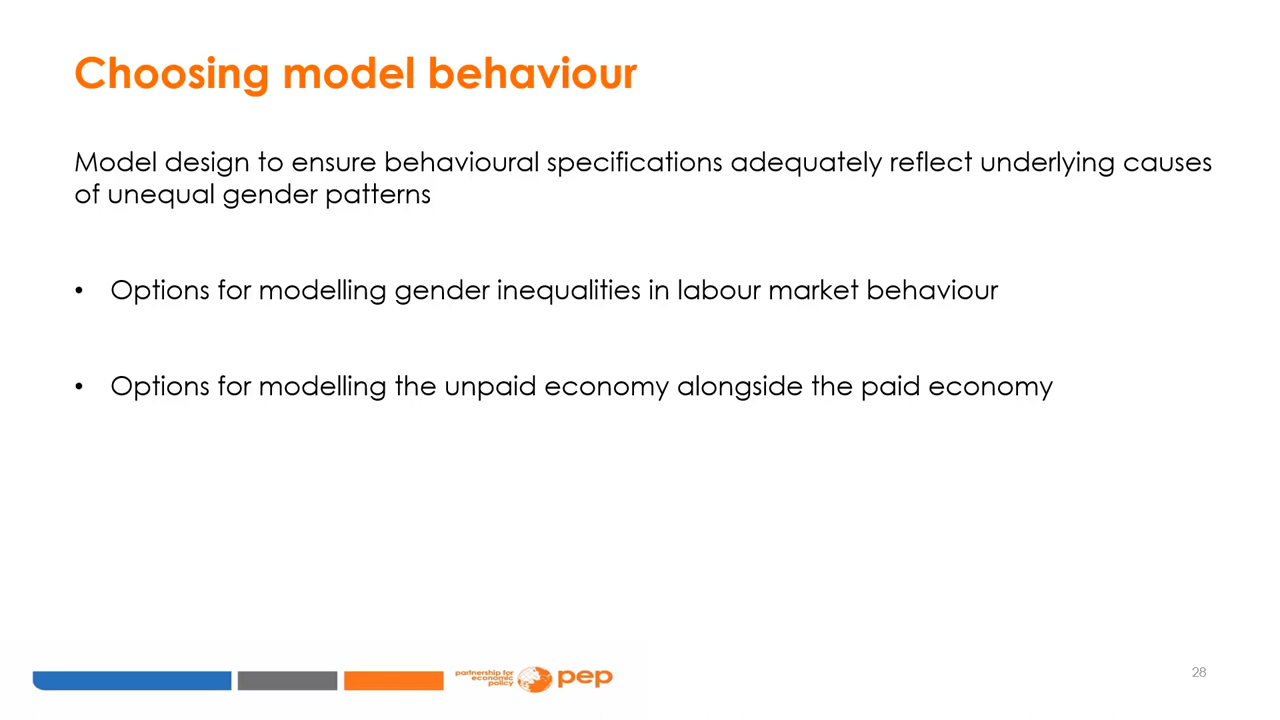 Choosing model behaviour
Model design to ensure behavioural specifications adequately reflect underlying causes
of unequal gender patterns
• Options for modelling gender inequalities in labour market behaviour
• Options for modelling the unpaid economy alongside the paid economy
partnership for
economic
policy
pep
28